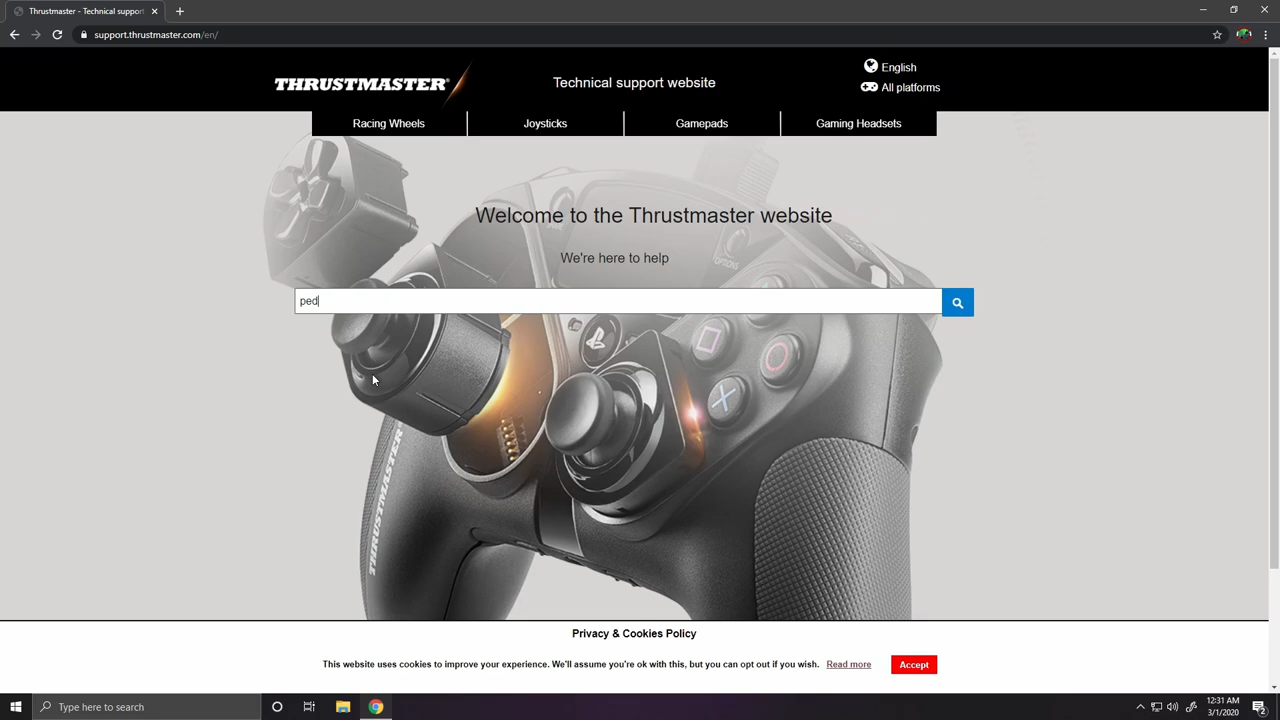 Thrustmaster - Technical support
support.thrustmaster.com/en/
THRUSTMASTER
Technical support website
English
All platforms
Racing Wheels
Joysticks
Gamepads
Gaming Headsets
Welcome to the Thrustmaster website
We're here to help
ped
OPTIONS
THRUSTMASTER
Privacy & Cookies Policy
This website uses cookies to improve your experience. We'll assume you're ok with this, but you can opt out if you wish. Read more
Accept
Type here to search
12:31 AM
3/1/2020
2